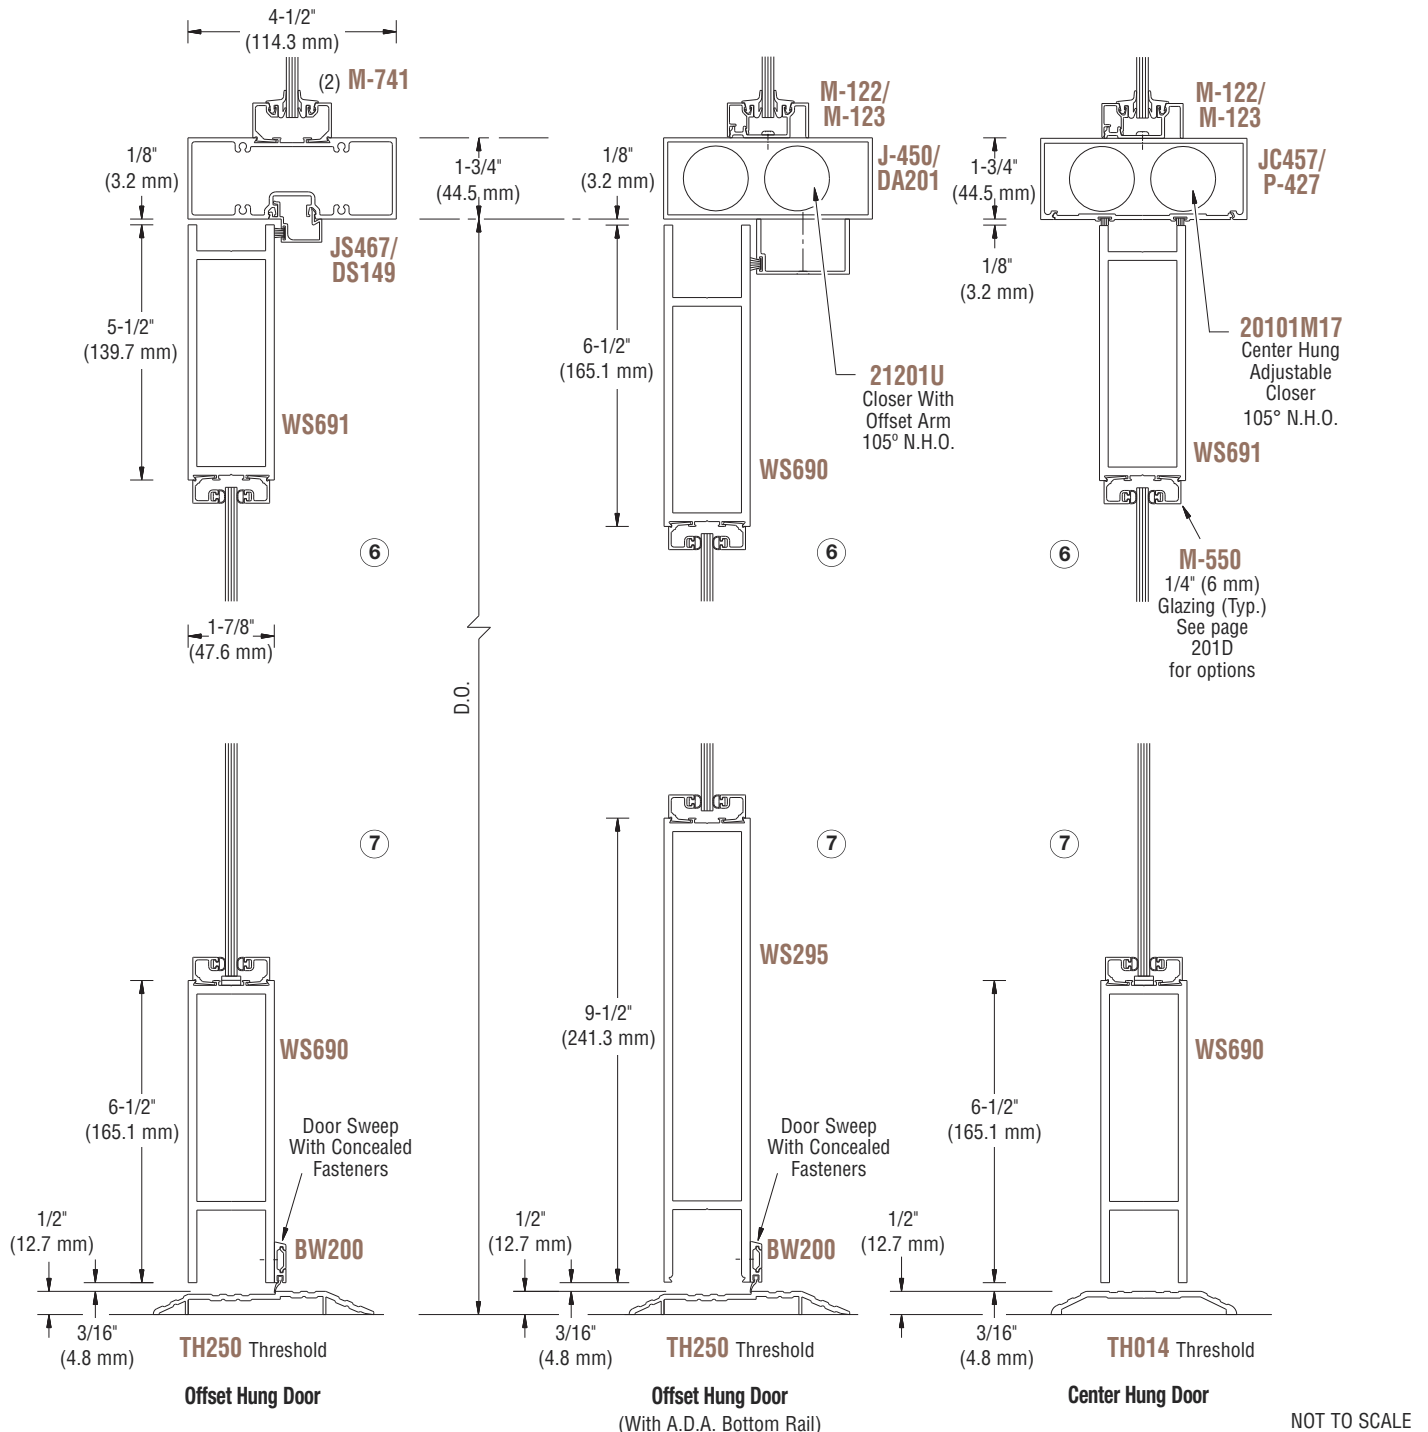 4-1/2"
(114.3 mm)
(2) M-741
1/8"
(3.2 mm)
1-3/4"
(44.5 mm)
JS467/
DS149
5-1/2"
(139.7 mm)
WS691
6
1-7/8"
(47.6 mm)
M-122/
M-123
1/8"
(3.2 mm)
J-450/
DA201
6-1/2"
(165.1 mm)
21201U
Closer With
Offset Arm
105º N.H.O.
WS690
6
M-122/
M-123
1-3/4"
(44.5 mm)
JC457/
P-427
1/8"
(3.2 mm)
20101M17
Center Hung
Adjustable
Closer
105° N.H.O.
WS691
6
M-550
1/4" (6 mm)
Glazing (Typ.)
See page
201D
for options
D.O.
7
WS690
6-1/2"
(165.1 mm)
Door Sweep
With Concealed
Fasteners
1/2"
(12.7 mm)
BW200
3/16"
(4.8 mm)
TH250 Threshold
Offset Hung Door
7
WS295
9-1/2"
(241.3 mm)
Door Sweep
With Concealed
Fasteners
1/2"
(12.7 mm)
BW200
3/16"
(4.8 mm)
TH250 Threshold
Offset Hung Door
(With A.D.A. Bottom Rail)
7
WS690
6-1/2"
(165.1 mm)
1/2"
(12.7 mm)
3/16"
(4.8 mm)
TH014 Threshold
Center Hung Door
NOT TO SCALE